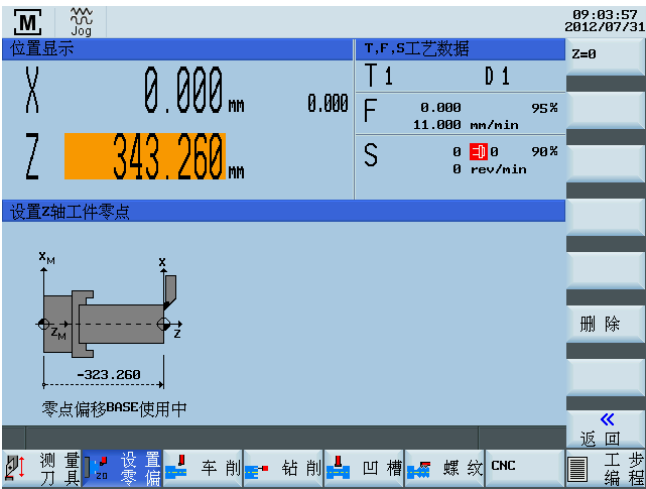 M
Jog
09:03:57
2012/07/31
位置显示
T,F,S工艺数据
Z=0
X 0.000 mm 0.000
T 1 D 1
F 0.000 95%
11.000 mm/min
Z 343.260 mm
S 0 0 90%
0 rev/min
设置Z轴工件零点
XM X
ZM Z
-323.260
零点偏移BASE使用中
删 除
«
返 回
测 量
刀 具
设 置
零 偏
车 削
钻 削
凹 槽
螺 纹
CNC
工 步
编 程